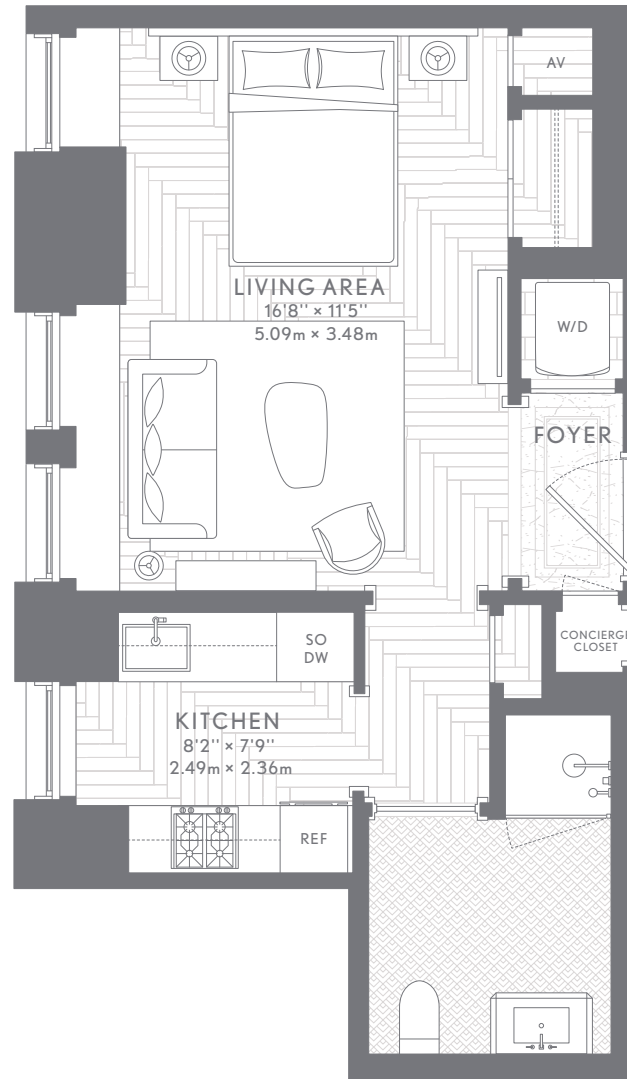 AV
LIVING AREA
16'8'' × 11'5''
5.09m × 3.48m
W/D
FOYER
SO
DW
CONCIERGE
CLOSET
KITCHEN
8'2'' × 7'9''
2.49m × 2.36m
REF